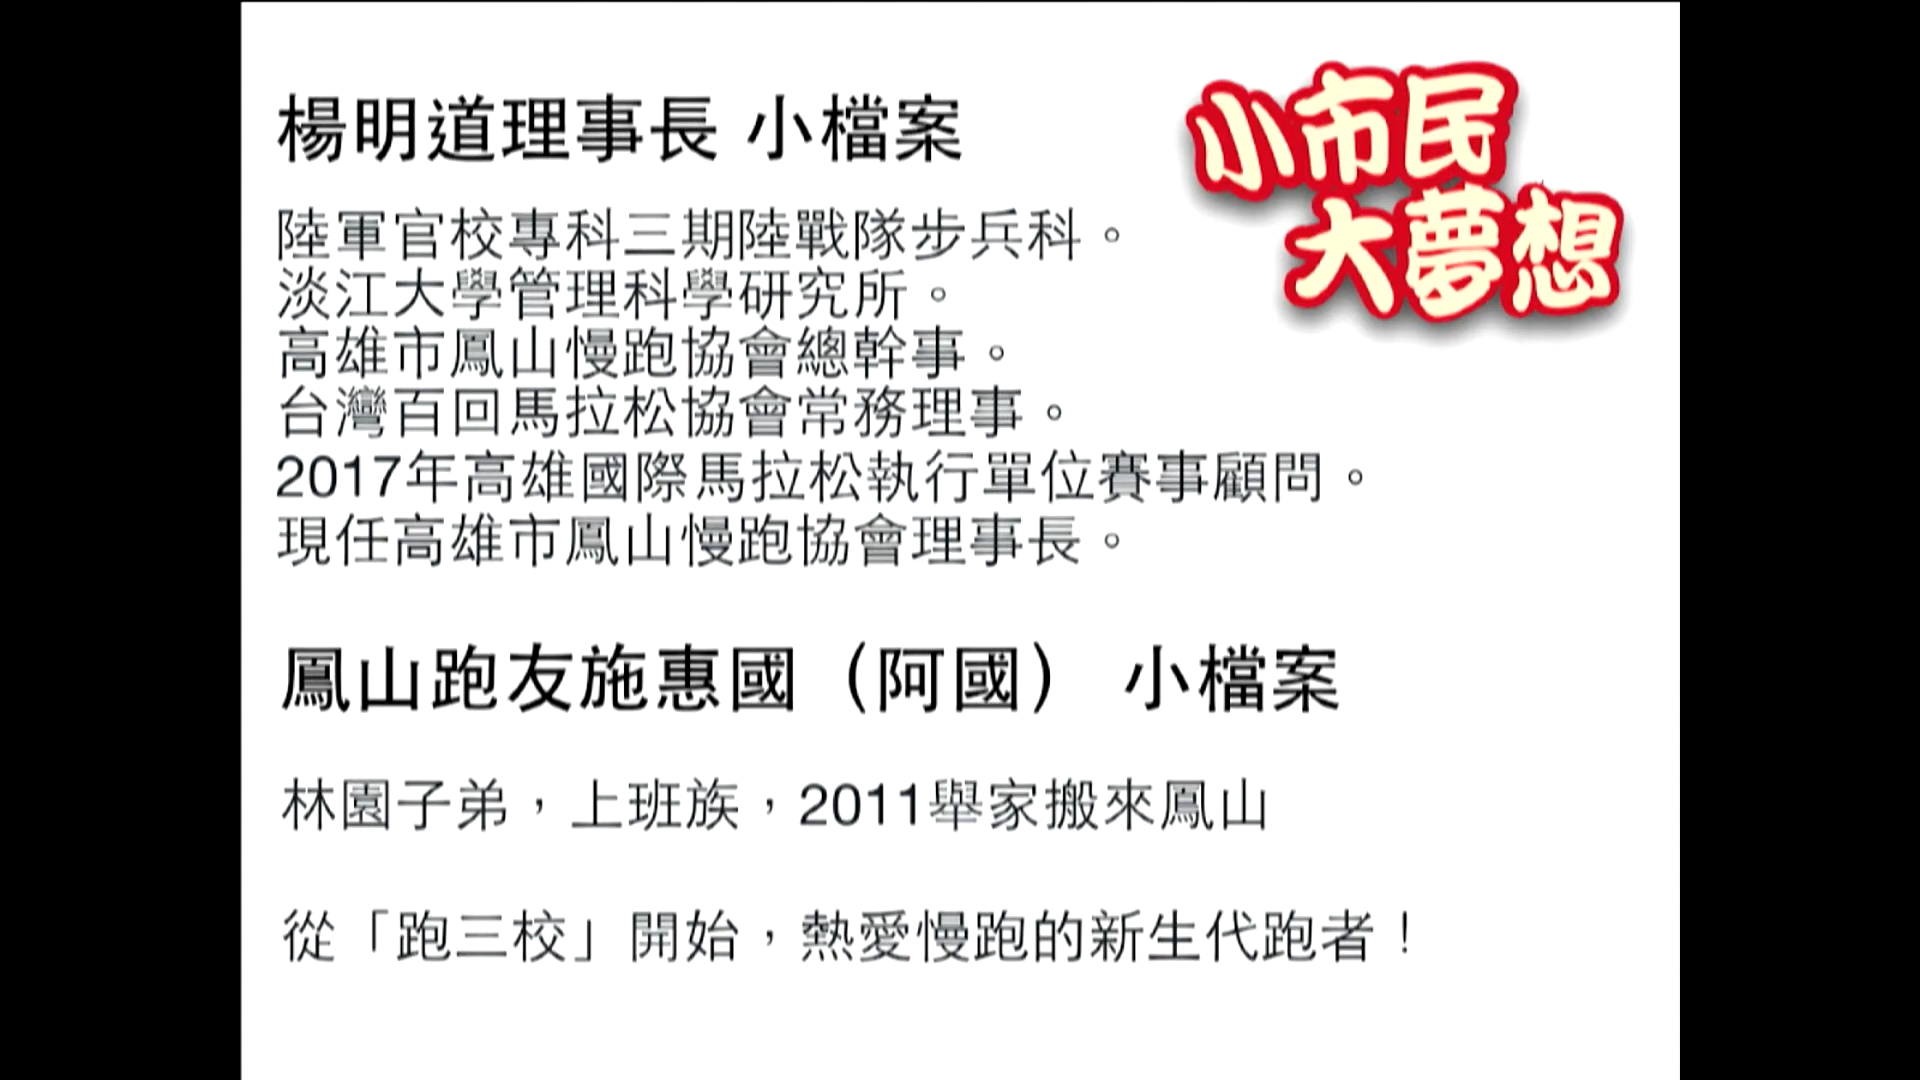 小市民
大夢想
楊明道理事長 小檔案
陸軍官校專科三期陸戰隊步兵科。
淡江大學管理科學研究所。
高雄市鳳山慢跑協會總幹事。
台灣百回馬拉松協會常務理事。
2017年高雄國際馬拉松執行單位賽事顧問。
現任高雄市鳳山慢跑協會理事長。
鳳山跑友施惠國（阿國） 小檔案
林園子弟，上班族，2011舉家搬來鳳山
從「跑三校」開始，熱愛慢跑的新生代跑者！